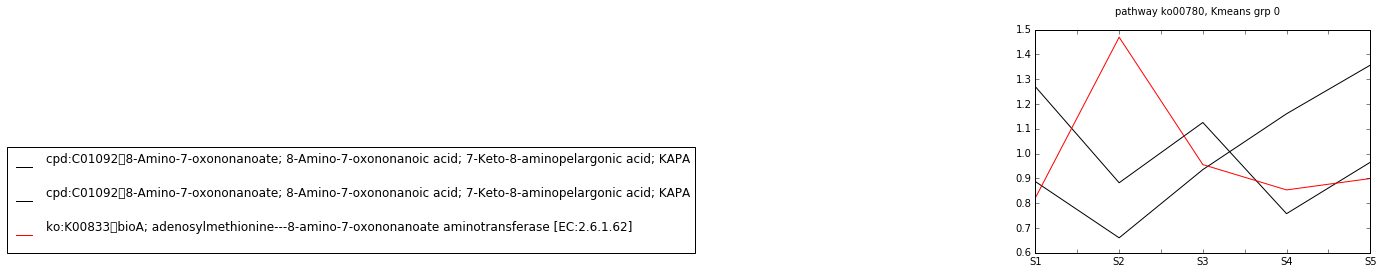 pathway ko00780, Kmeans grp 0
1.5
1.4
1.3
1.2
1.1
1.0
0.9
0.8
0.7
0.6
S1 S2 S3 S4 S5
cpd:C01092▯8-Amino-7-oxononanoate; 8-Amino-7-oxononanoic acid; 7-Keto-8-aminopelargonic acid; KAPA
cpd:C01092▯8-Amino-7-oxononanoate; 8-Amino-7-oxononanoic acid; 7-Keto-8-aminopelargonic acid; KAPA
ko:K00833▯bioA; adenosylmethionine---8-amino-7-oxononanoate aminotransferase [EC:2.6.1.62]